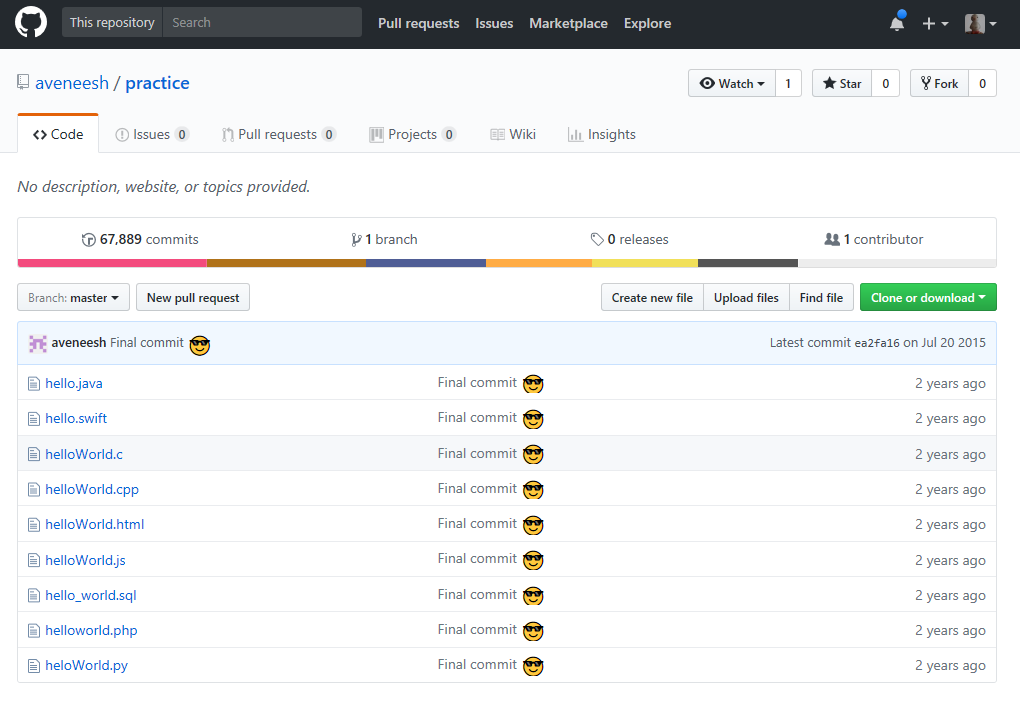 This repository Search Pull requests Issues Marketplace Explore
aveneesh / practice Watch 1 Star 0 Fork 0
Code Issues 0 Pull requests 0 Projects 0 Wiki Insights
No description, website, or topics provided.
67,889 commits 1 branch 0 releases 1 contributor
Branch: master New pull request Create new file Upload files Find file Clone or download
aveneesh Final commit 😎 Latest commit ea2fa16 on Jul 20 2015
hello.java Final commit 😎 2 years ago
hello.swift Final commit 😎 2 years ago
helloWorld.c Final commit 😎 2 years ago
helloWorld.cpp Final commit 😎 2 years ago
helloWorld.html Final commit 😎 2 years ago
helloWorld.js Final commit 😎 2 years ago
hello_world.sql Final commit 😎 2 years ago
helloworld.php Final commit 😎 2 years ago
heloWorld.py Final commit 😎 2 years ago